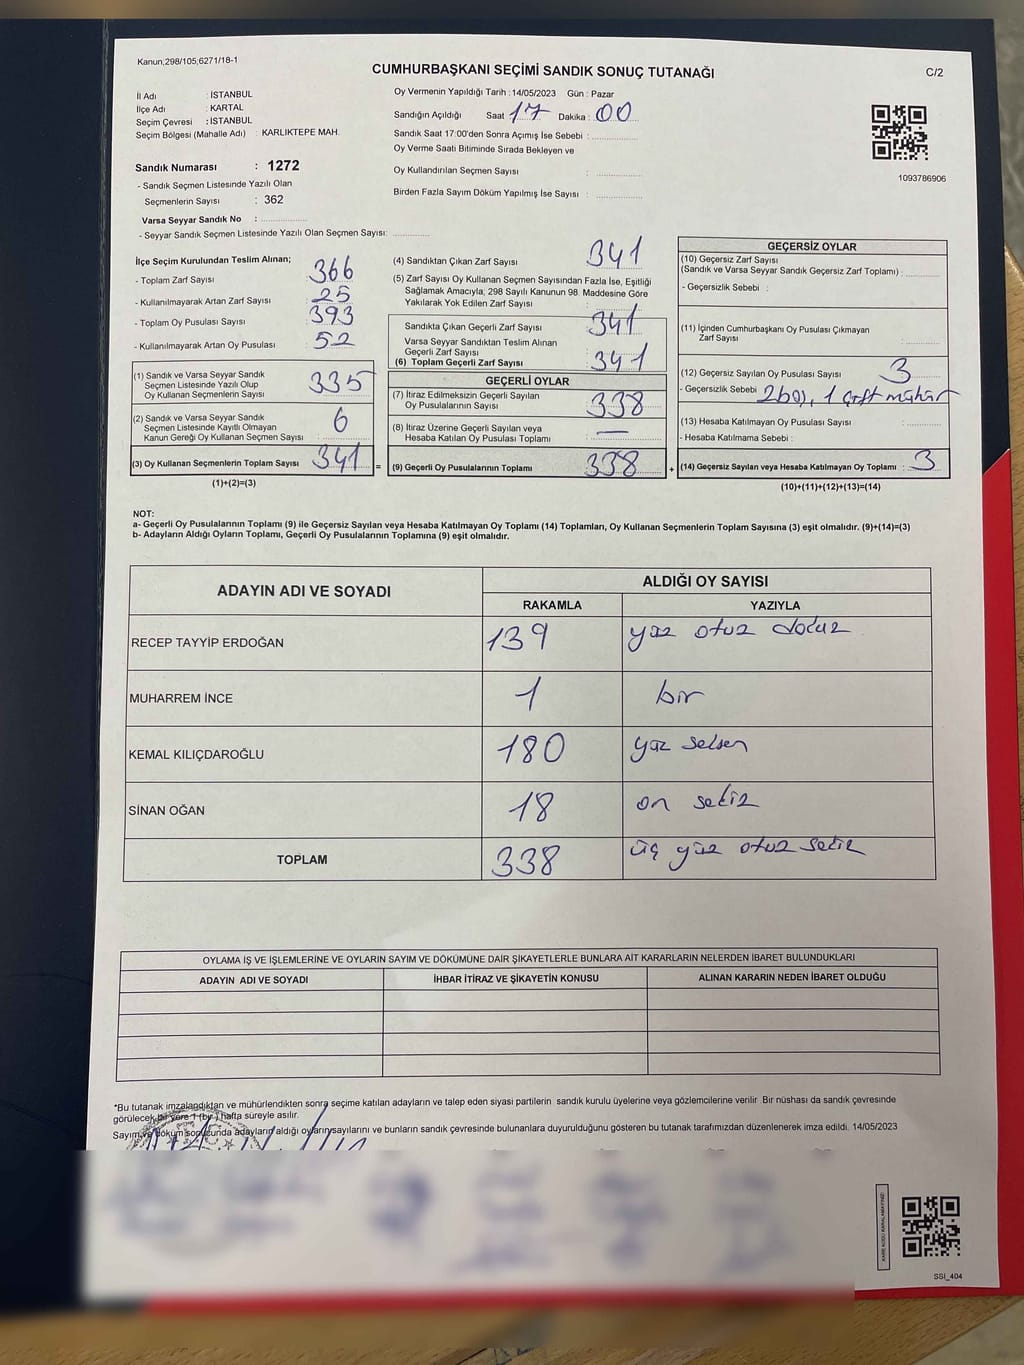 Kanun,298/105,6271/18-1
CUMHURBAŞKANI SEÇİMİ SANDIK SONUÇ TUTANAĞI
C/2
İl Adı : İSTANBUL
İlçe Adı : KARTAL
Seçim Çevresi : İSTANBUL
Seçim Bölgesi (Mahalle Adı) : KARLIKTEPE MAH.
Oy Vermenin Yapıldığı Tarih :14/05/2023 Gün : Pazar
Sandığın Açıldığı Saat 17 Dakika : 00
Sandık Saat 17:00'den Sonra Açımış İse Sebebi :
Oy Verme Saati Bitiminde Sırada Bekleyen ve
Oy Kullandırılan Seçmen Sayısı :
Birden Fazla Sayım Döküm Yapılmış İse Sayısı :
1093786906
Sandık Numarası : 1272
- Sandık Seçmen Listesinde Yazılı Olan
Seçmenlerin Sayısı : 362
Varsa Seyyar Sandık No :
- Seyyar Sandık Seçmen Listesinde Yazılı Olan Seçmen Sayısı:
İlçe Seçim Kurulundan Teslim Alınan;
- Toplam Zarf Sayısı : 366
- Kullanılmayarak Artan Zarf Sayısı : 25
- Toplam Oy Pusulası Sayısı : 393
- Kullanılmayarak Artan Oy Pusulası : 52
(1) Sandık ve Varsa Seyyar Sandık
Seçmen Listesinde Yazılı Olup
Oy Kullanan Seçmenlerin Sayısı : 335
(2) Sandık ve Varsa Seyyar Sandık
Seçmen Listesinde Kayıtlı Olmayan
Kanun Gereği Oy Kullanan Seçmen Sayısı : 6
(3) Oy Kullanan Seçmenlerin Toplam Sayısı : 341 =
(1)+(2)=(3)
(4) Sandıktan Çıkan Zarf Sayısı : 341
(5) Zarf Sayısı Oy Kullanan Seçmen Sayısından Fazla İse, Eşitliği
Sağlamak Amacıyla, 298 Sayılı Kanunun 98. Maddesine Göre
Yakılarak Yok Edilen Zarf Sayısı :
Sandıkta Çıkan Geçerli Zarf Sayısı : 341
Varsa Seyyar Sandıktan Teslim Alınan
Geçerli Zarf Sayısı :
(6) Toplam Geçerli Zarf Sayısı : 341
GEÇERLİ OYLAR
(7) İtiraz Edilmeksizin Geçerli Sayılan
Oy Pusulalarının Sayısı : 338
(8) İtiraz Üzerine Geçerli Sayılan veya
Hesaba Katılan Oy Pusulası Toplamı : —
(9) Geçerli Oy Pusulalarının Toplamı : 338 +
GEÇERSİZ OYLAR
(10) Geçersiz Zarf Sayısı
(Sandık ve Varsa Seyyar Sandık Geçersiz Zarf Toplamı) :
- Geçersizlik Sebebi :
(11) İçinden Cumhurbaşkanı Oy Pusulası Çıkmayan
Zarf Sayısı :
(12) Geçersiz Sayılan Oy Pusulası Sayısı : 3
- Geçersizlik Sebebi : 2 boş, 1 çift mühür
(13) Hesaba Katılmayan Oy Pusulası Sayısı :
- Hesaba Katılmama Sebebi :
(14) Geçersiz Sayılan veya Hesaba Katılmayan Oy Toplamı : 3
(10)+(11)+(12)+(13)=(14)
NOT:
a- Geçerli Oy Pusulalarının Toplamı (9) ile Geçersiz Sayılan veya Hesaba Katılmayan Oy Toplamı (14) Toplamları, Oy Kullanan Seçmenlerin Toplam Sayısına (3) eşit olmalıdır. (9)+(14)=(3)
b- Adayların Aldığı Oyların Toplamı, Geçerli Oy Pusulalarının Toplamına (9) eşit olmalıdır.
ADAYIN ADI VE SOYADI
ALDIĞI OY SAYISI
RAKAMLA YAZIYLA
RECEP TAYYİP ERDOĞAN 139 yüz otuz dokuz
MUHARREM İNCE 1 bir
KEMAL KILIÇDAROĞLU 180 yüz seksen
SİNAN OĞAN 18 on sekiz
TOPLAM 338 üç yüz otuz sekiz
OYLAMA İŞ VE İŞLEMLERİNE VE OYLARIN SAYIM VE DÖKÜMÜNE DAİR ŞİKAYETLERLE BUNLARA AİT KARARLARIN NELERDEN İBARET BULUNDUKLARI
ADAYIN ADI VE SOYADI İHBAR İTİRAZ VE ŞİKAYETİN KONUSU ALINAN KARARIN NEDEN İBARET OLDUĞU
*Bu tutanak imzalandıktan ve mühürlendikten sonra seçime katılan adayların ve talep eden siyasi partilerin sandık kurulu üyelerine veya gözlemcilerine verilir. Bir nüshası da sandık çevresinde
görülecek bir yere 1 (bir) hafta süreyle asılır.
Sayım ve döküm sonucunda adayların aldığı oyların sayılarını ve bunların sandık çevresinde bulunanlara duyurulduğunu gösteren bu tutanak tarafımızdan düzenlenerek imza edildi. 14/05/2023
SSİ_404